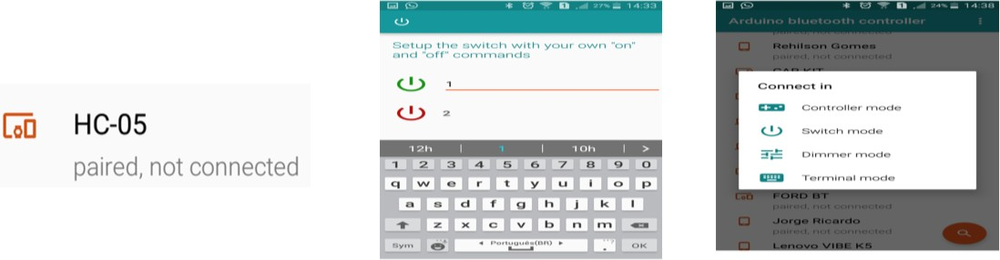 HC-05
paired, not connected
27% 14:33
Setup the switch with your own "on"
and "off" commands
1
2
12h | 1 | 10h | >
1 2 3 4 5 6 7 8 9 0
q w e r t y u i o p
a s d f g h j k l
z x c v b n m
Sym Português(BR) . OK
24% 14:38
Arduino bluetooth controller
paired, not connected
Rehilson Gomes
paired, not connected
CAR KIT
Connect in
Controller mode
Switch mode
Dimmer mode
Terminal mode
FORD BT
paired, not connected
Jorge Ricardo
paired, not connected
Lenovo VIBE K5